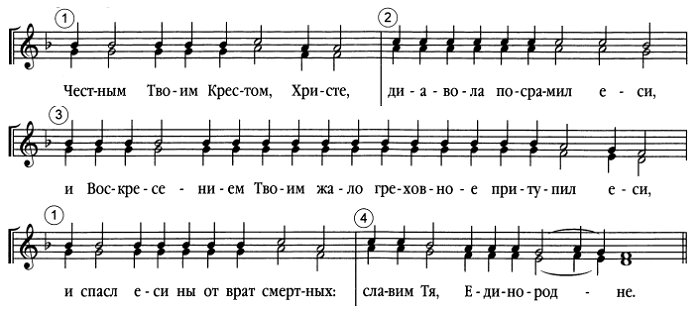 1 2
Чест-ным Тво-им Крес-том, Хри-сте, ди-а-во-ла по-сра-мил е-си,
3
и Вос-кре-се-ни-ем Тво-им жа-ло гре-хов-но-е при-ту-пил е-си,
1 4
и спасл е-си ны от врат смерт-ных: сла-вим Тя, Е-ди-но-род-не.